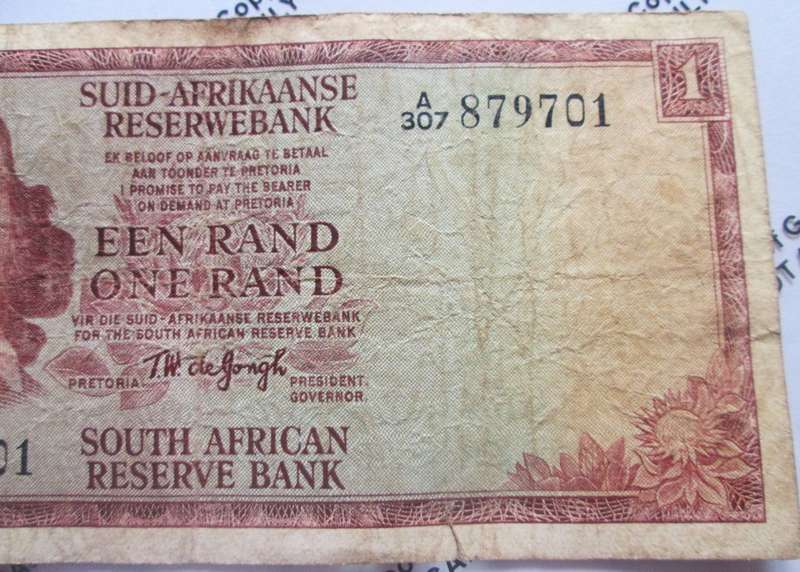 SUID-AFRIKAANSE
RESERWEBANK
A
307 879701
1
EK BELOOF OP AANVRAAG TE BETAAL
AAN TOONDER TE PRETORIA
I PROMISE TO PAY THE BEARER
ON DEMAND AT PRETORIA
EEN RAND
ONE RAND
VIR DIE SUID-AFRIKAANSE RESERWEBANK
FOR THE SOUTH AFRICAN RESERVE BANK
T.W. de Jongh
PRETORIA. PRESIDENT.
GOVERNOR.
01
SOUTH AFRICAN
RESERVE BANK